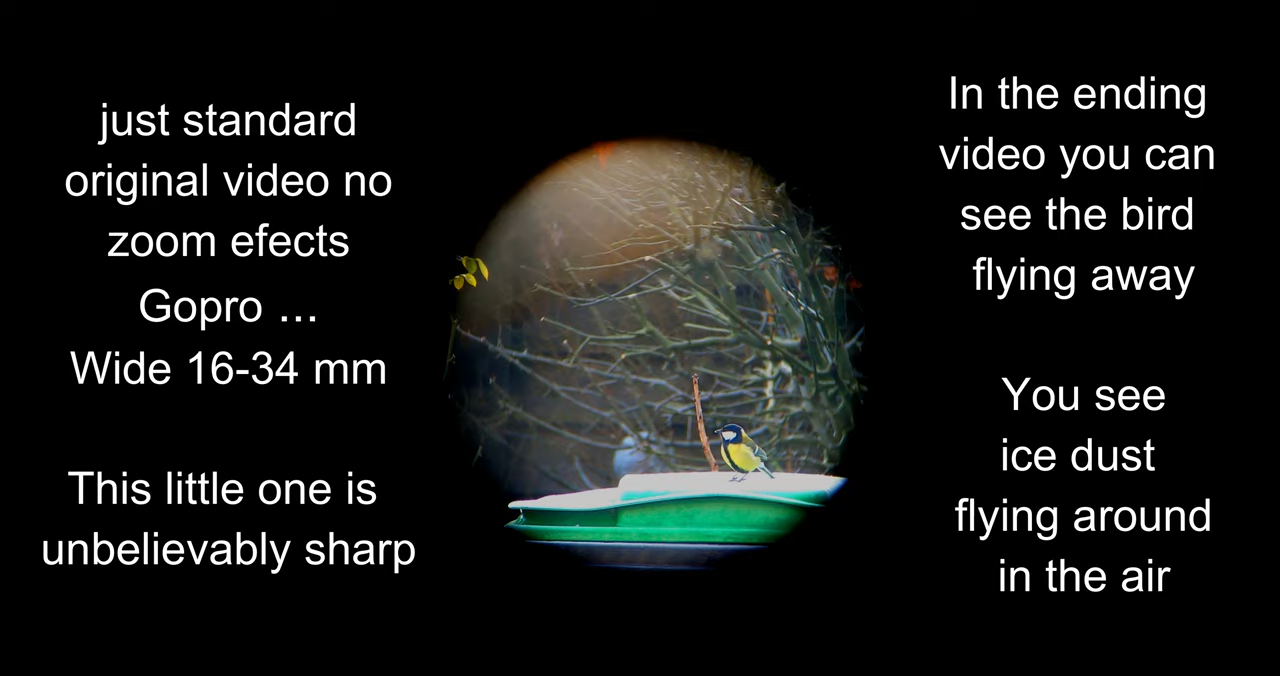 just standard
original video no
zoom efects
Gopro ...
Wide 16-34 mm
This little one is
unbelievably sharp
In the ending
video you can
see the bird
flying away
You see
ice dust
flying around
in the air